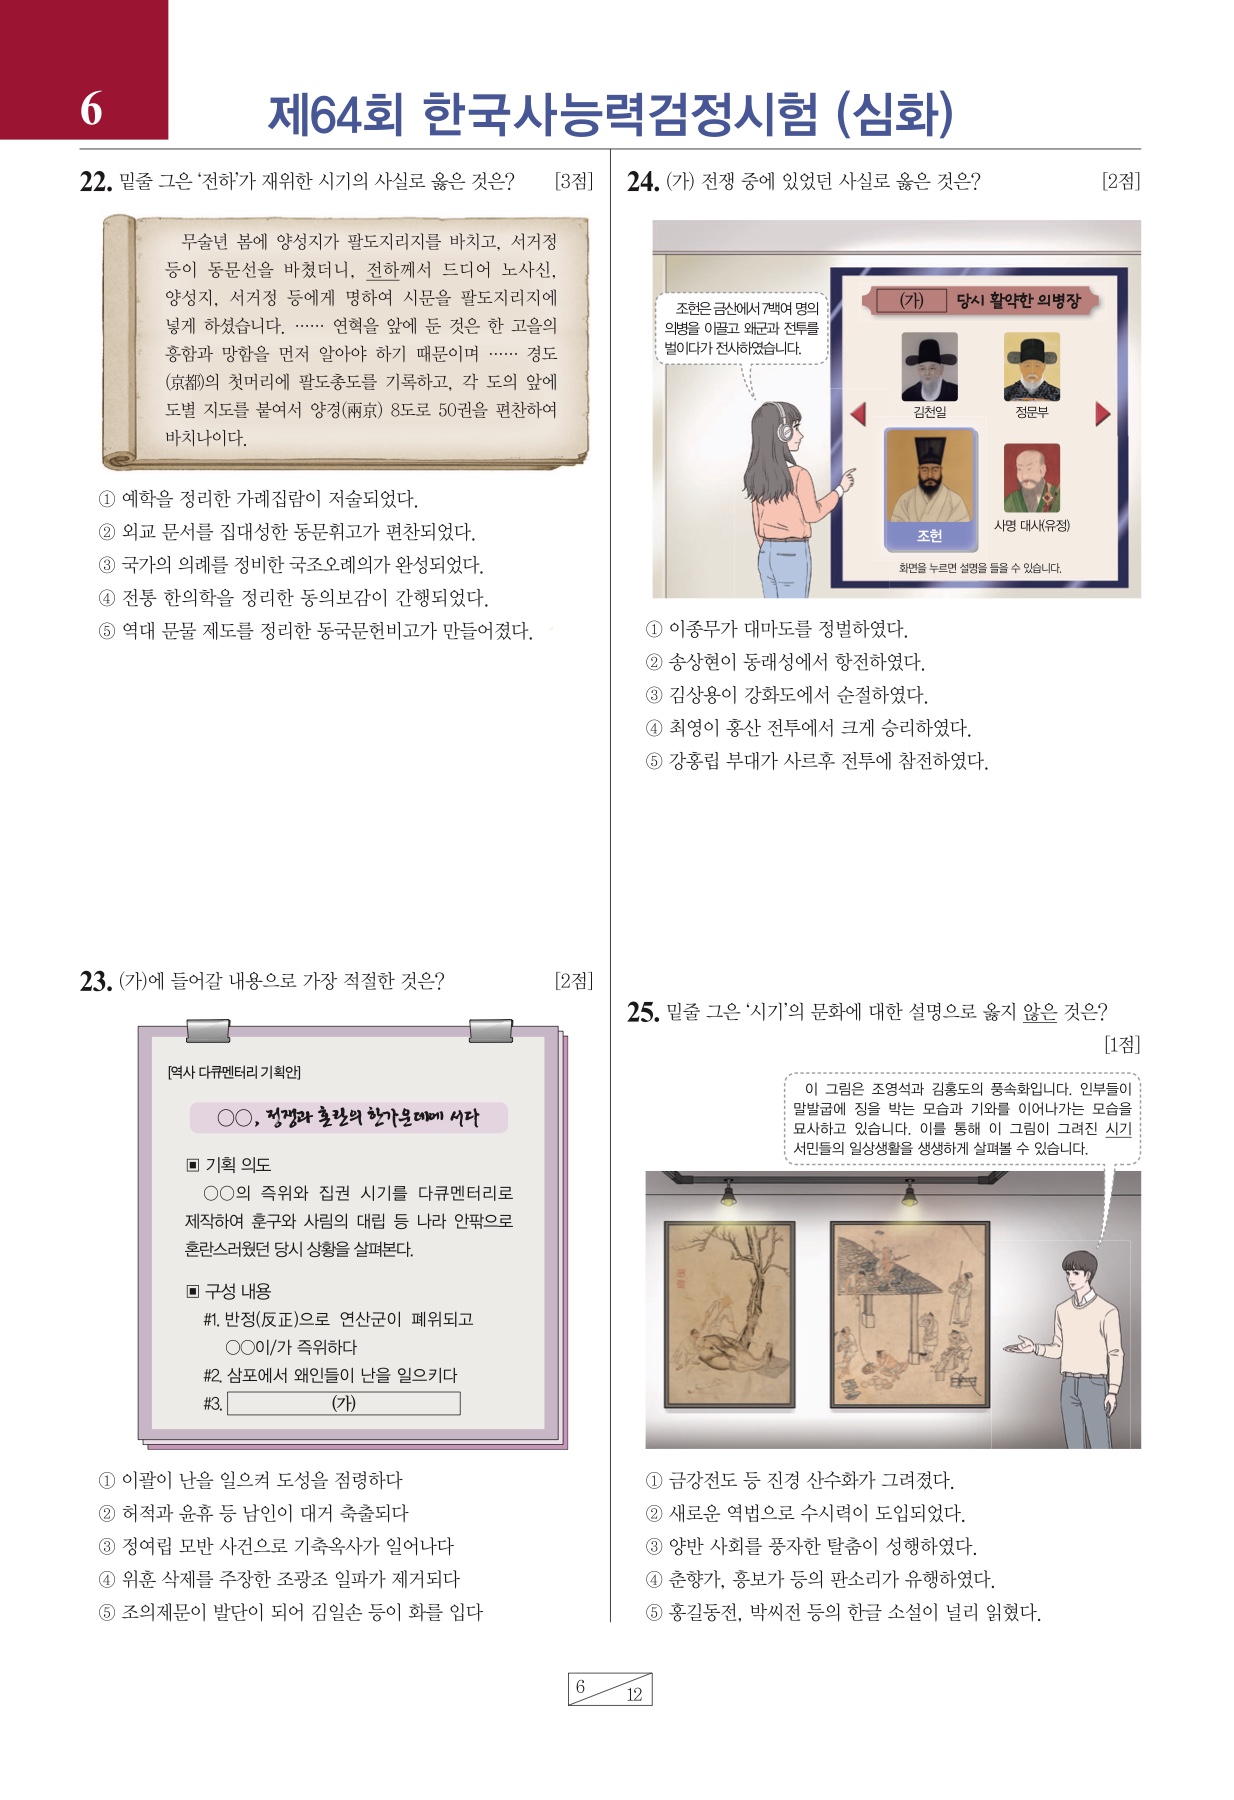 6
제64회 한국사능력검정시험 (심화)
22. 밑줄 그은 ‘전하’가 재위한 시기의 사실로 옳은 것은? [3점]
무술년 봄에 양성지가 팔도지리지를 바치고, 서거정
등이 동문선을 바쳤더니, 전하께서 드디어 노사신,
양성지, 서거정 등에게 명하여 시문을 팔도지리지에
넣게 하셨습니다. …… 연혁을 앞에 둔 것은 한 고을의
흥함과 망함을 먼저 알아야 하기 때문이며 …… 경도
(京都)의 첫머리에 팔도총도를 기록하고, 각 도의 앞에
도별 지도를 붙여서 양경(兩京) 8도로 50권을 편찬하여
바치나이다.
① 예학을 정리한 가례집람이 저술되었다.
② 외교 문서를 집대성한 동문휘고가 편찬되었다.
③ 국가의 의례를 정비한 국조오례의가 완성되었다.
④ 전통 한의학을 정리한 동의보감이 간행되었다.
⑤ 역대 문물 제도를 정리한 동국문헌비고가 만들어졌다.
23. (가)에 들어갈 내용으로 가장 적절한 것은? [2점]
[역사 다큐멘터리 기획안]
○○, 전쟁과 혼란의 한가운데에 서다
▣ 기획 의도
○○의 즉위와 집권 시기를 다큐멘터리로
제작하여 훈구와 사림의 대립 등 나라 안팎으로
혼란스러웠던 당시 상황을 살펴본다.
▣ 구성 내용
#1. 반정(反正)으로 연산군이 폐위되고
○○이/가 즉위하다
#2. 삼포에서 왜인들이 난을 일으키다
#3. (가)
① 이괄이 난을 일으켜 도성을 점령하다
② 허적과 윤휴 등 남인이 대거 축출되다
③ 정여립 모반 사건으로 기축옥사가 일어나다
④ 위훈 삭제를 주장한 조광조 일파가 제거되다
⑤ 조의제문이 발단이 되어 김일손 등이 화를 입다
24. (가) 전쟁 중에 있었던 사실로 옳은 것은? [2점]
조헌은 금산에서 7백여 명의
의병을 이끌고 왜군과 전투를
벌이다가 전사하였습니다.
(가) 당시 활약한 의병장
김천일 정문부
조헌 사명 대사(유정)
화면을 누르면 설명을 들을 수 있습니다.
① 이종무가 대마도를 정벌하였다.
② 송상현이 동래성에서 항전하였다.
③ 김상용이 강화도에서 순절하였다.
④ 최영이 홍산 전투에서 크게 승리하였다.
⑤ 강홍립 부대가 사르후 전투에 참전하였다.
25. 밑줄 그은 ‘시기’의 문화에 대한 설명으로 옳지 않은 것은?
[1점]
이 그림은 조영석과 김홍도의 풍속화입니다. 인부들이
말발굽에 징을 박는 모습과 기와를 이어나가는 모습을
묘사하고 있습니다. 이를 통해 이 그림이 그려진 시기
서민들의 일상생활을 생생하게 살펴볼 수 있습니다.
① 금강전도 등 진경 산수화가 그려졌다.
② 새로운 역법으로 수시력이 도입되었다.
③ 양반 사회를 풍자한 탈춤이 성행하였다.
④ 춘향가, 흥보가 등의 판소리가 유행하였다.
⑤ 홍길동전, 박씨전 등의 한글 소설이 널리 읽혔다.
6 12